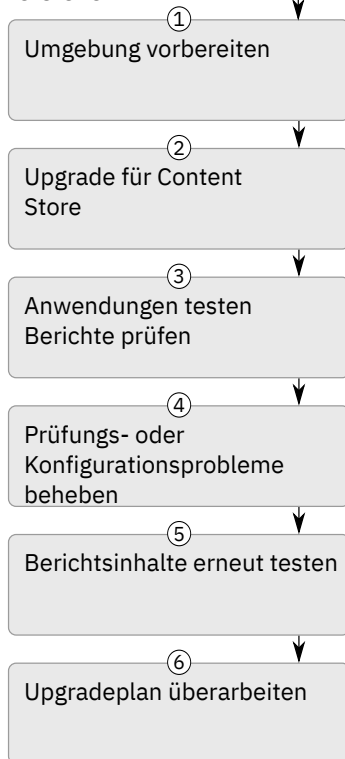 ①
Umgebung vorbereiten
②
Upgrade für Content
Store
③
Anwendungen testen
Berichte prüfen
④
Prüfungs- oder
Konfigurationsprobleme
beheben
⑤
Berichtsinhalte erneut testen
⑥
Upgradeplan überarbeiten